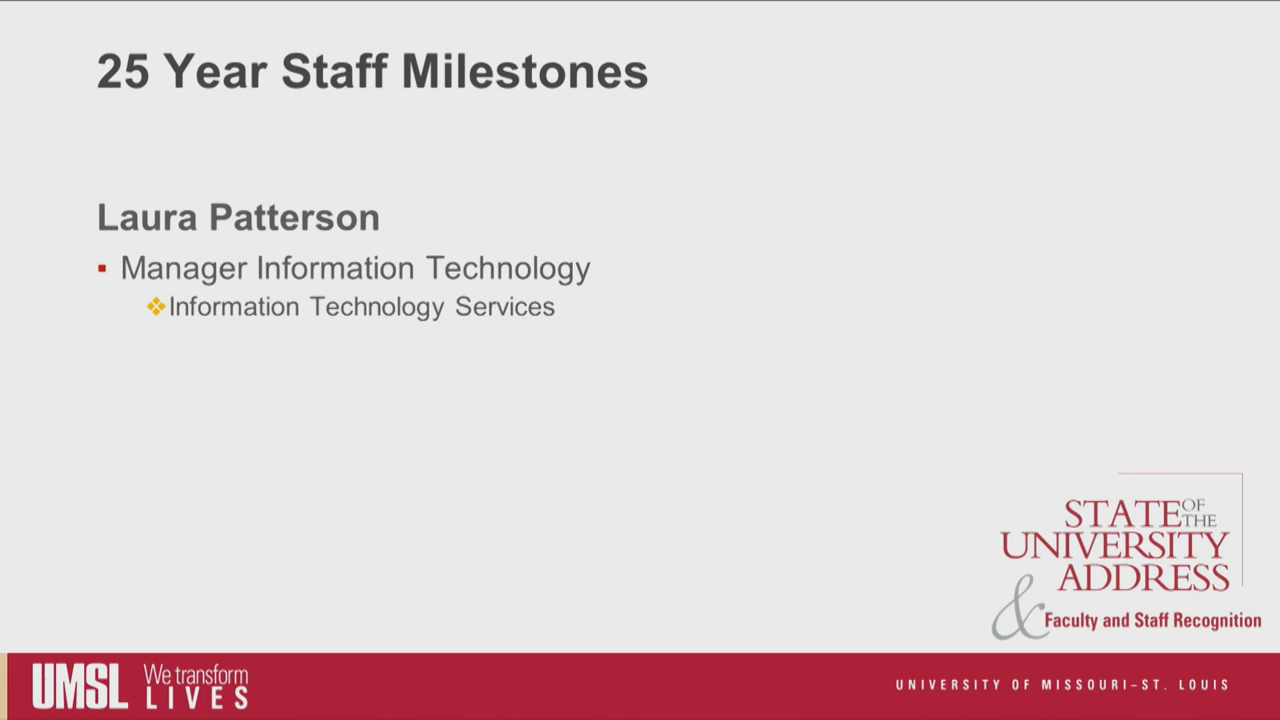 25 Year Staff Milestones
Laura Patterson
▪ Manager Information Technology
❖Information Technology Services
STATE OF THE
UNIVERSITY
ADDRESS
& Faculty and Staff Recognition
UMSL We transform LIVES
UNIVERSITY OF MISSOURI–ST. LOUIS